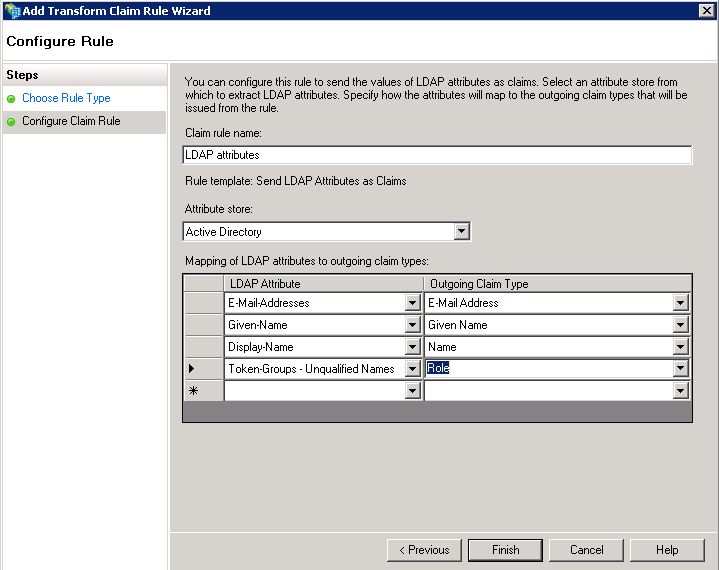 Add Transform Claim Rule Wizard
Configure Rule
Steps
Choose Rule Type
Configure Claim Rule
You can configure this rule to send the values of LDAP attributes as claims. Select an attribute store from
which to extract LDAP attributes. Specify how the attributes will map to the outgoing claim types that will be
issued from the rule.
Claim rule name:
LDAP attributes
Rule template: Send LDAP Attributes as Claims
Attribute store:
Active Directory
Mapping of LDAP attributes to outgoing claim types:
LDAP Attribute Outgoing Claim Type
E-Mail-Addresses E-Mail Address
Given-Name Given Name
Display-Name Name
Token-Groups - Unqualified Names Role
< Previous Finish Cancel Help